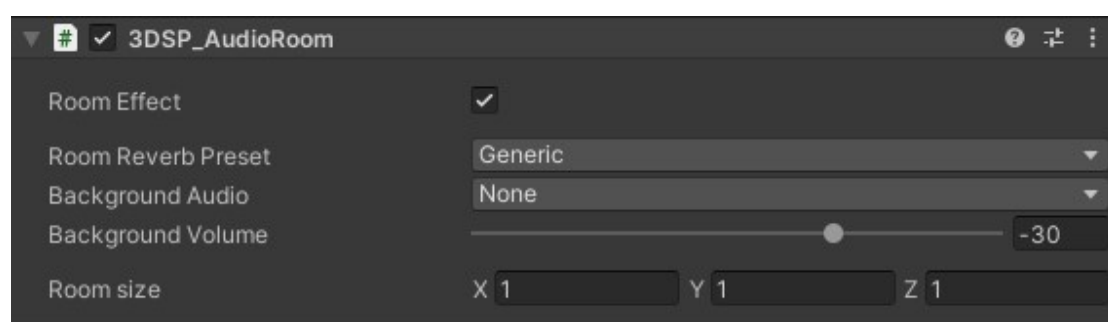 # 3DSP_AudioRoom
Room Effect
Room Reverb Preset Generic
Background Audio None
Background Volume -30
Room size X 1 Y 1 Z 1